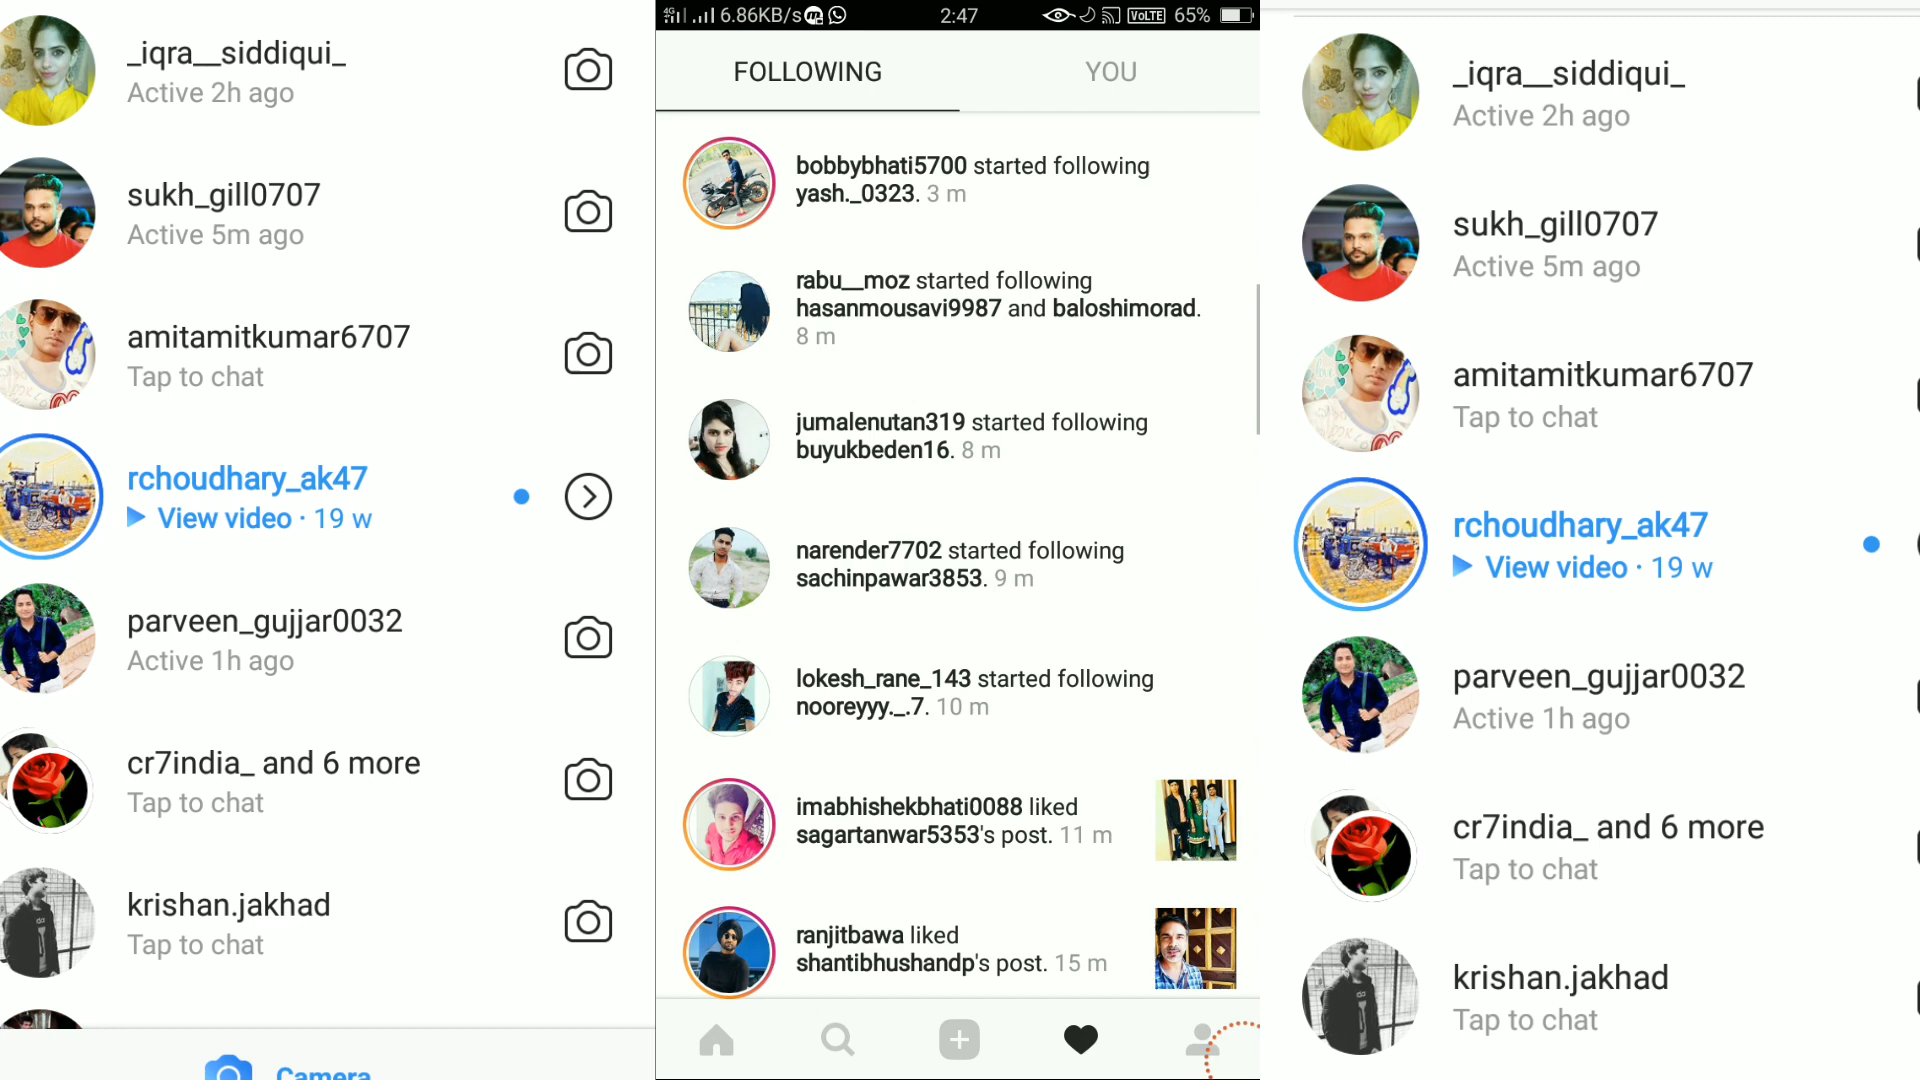 _iqra__siddiqui_
Active 2h ago
sukh_gill0707
Active 5m ago
amitamitkumar6707
Tap to chat
rchoudhary_ak47
View video · 19 w
parveen_gujjar0032
Active 1h ago
cr7india_ and 6 more
Tap to chat
krishan.jakhad
Tap to chat
Camera
4G 6.86KB/s 2:47 VoLTE 65%
FOLLOWING YOU
bobbybhati5700 started following
yash._0323. 3 m
rabu__moz started following
hasanmousavi9987 and baloshimorad.
8 m
jumalenutan319 started following
buyukbeden16. 8 m
narender7702 started following
sachinpawar3853. 9 m
lokesh_rane_143 started following
nooreyyy._.7. 10 m
imabhishekbhati0088 liked
sagartanwar5353's post. 11 m
ranjitbawa liked
shantibhushandp's post. 15 m
_iqra__siddiqui_
Active 2h ago
sukh_gill0707
Active 5m ago
amitamitkumar6707
Tap to chat
rchoudhary_ak47
View video · 19 w
parveen_gujjar0032
Active 1h ago
cr7india_ and 6 more
Tap to chat
krishan.jakhad
Tap to chat